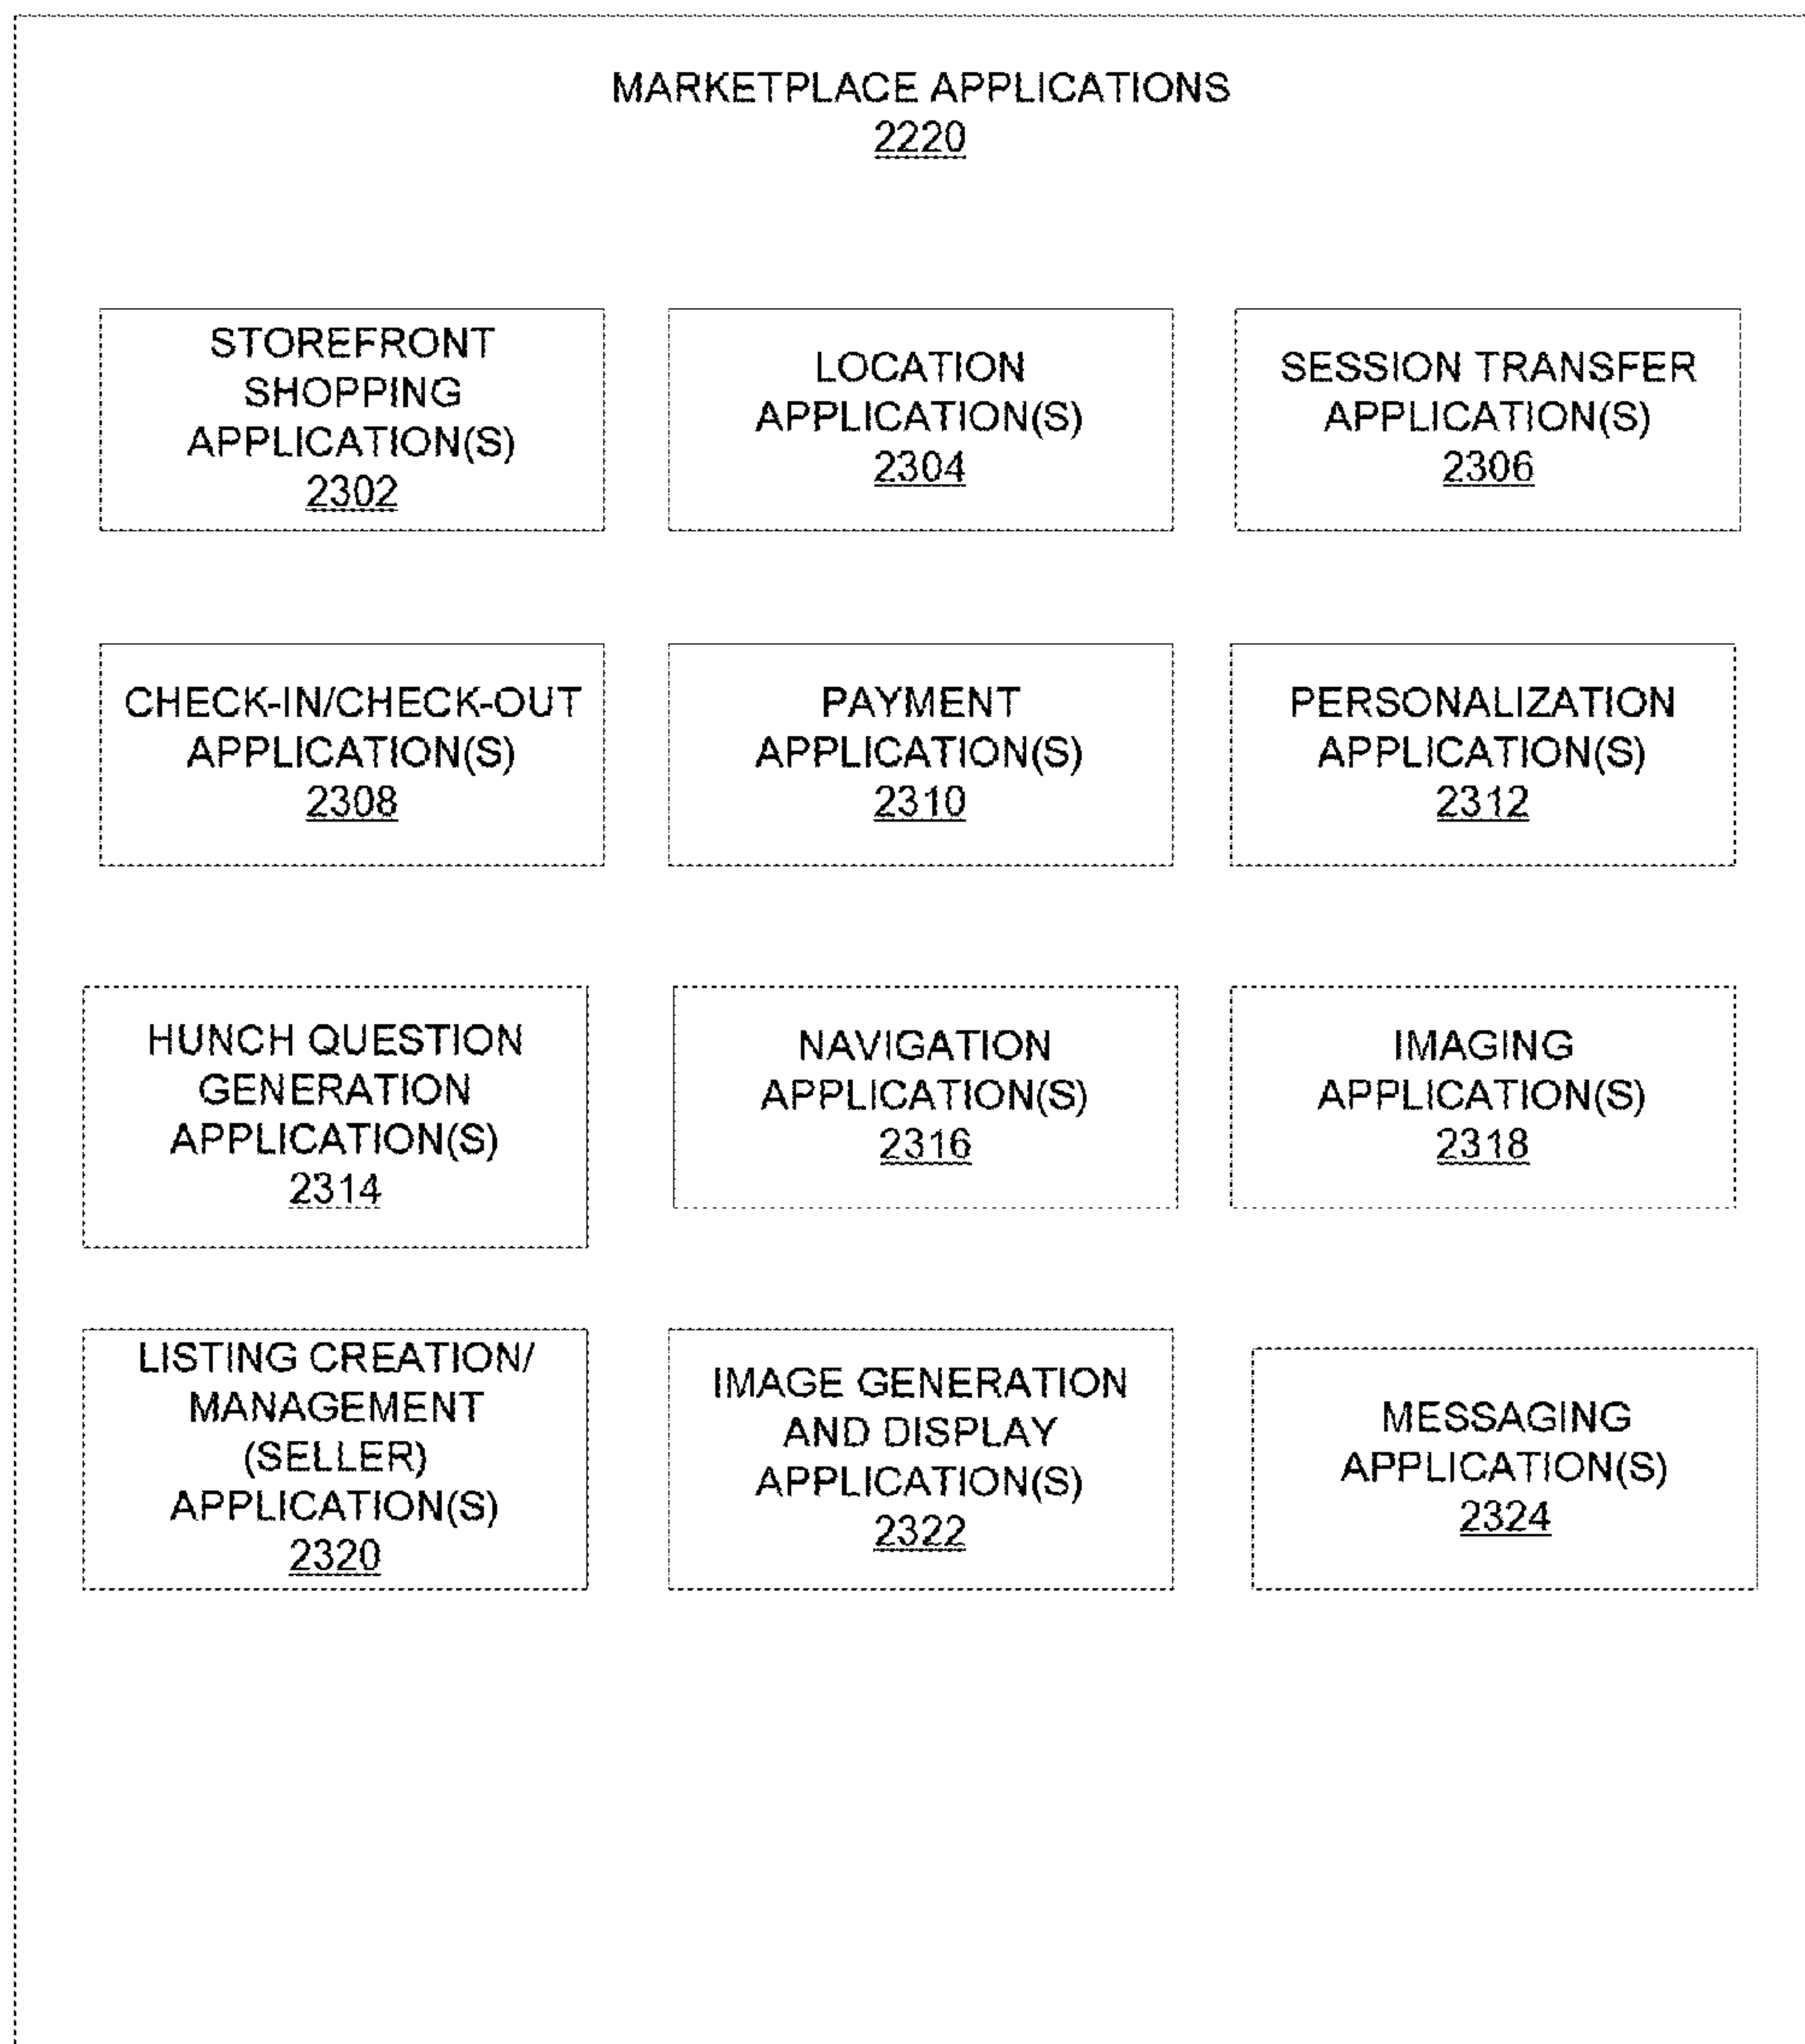 MARKETPLACE APPLICATIONS
2220
STOREFRONT
SHOPPING
APPLICATION(S)
2302
LOCATION
APPLICATION(S)
2304
SESSION TRANSFER
APPLICATION(S)
2306
CHECK-IN/CHECK-OUT
APPLICATION(S)
2308
PAYMENT
APPLICATION(S)
2310
PERSONALIZATION
APPLICATION(S)
2312
HUNCH QUESTION
GENERATION
APPLICATION(S)
2314
NAVIGATION
APPLICATION(S)
2316
IMAGING
APPLICATION(S)
2318
LISTING CREATION/
MANAGEMENT
(SELLER)
APPLICATION(S)
2320
IMAGE GENERATION
AND DISPLAY
APPLICATION(S)
2322
MESSAGING
APPLICATION(S)
2324